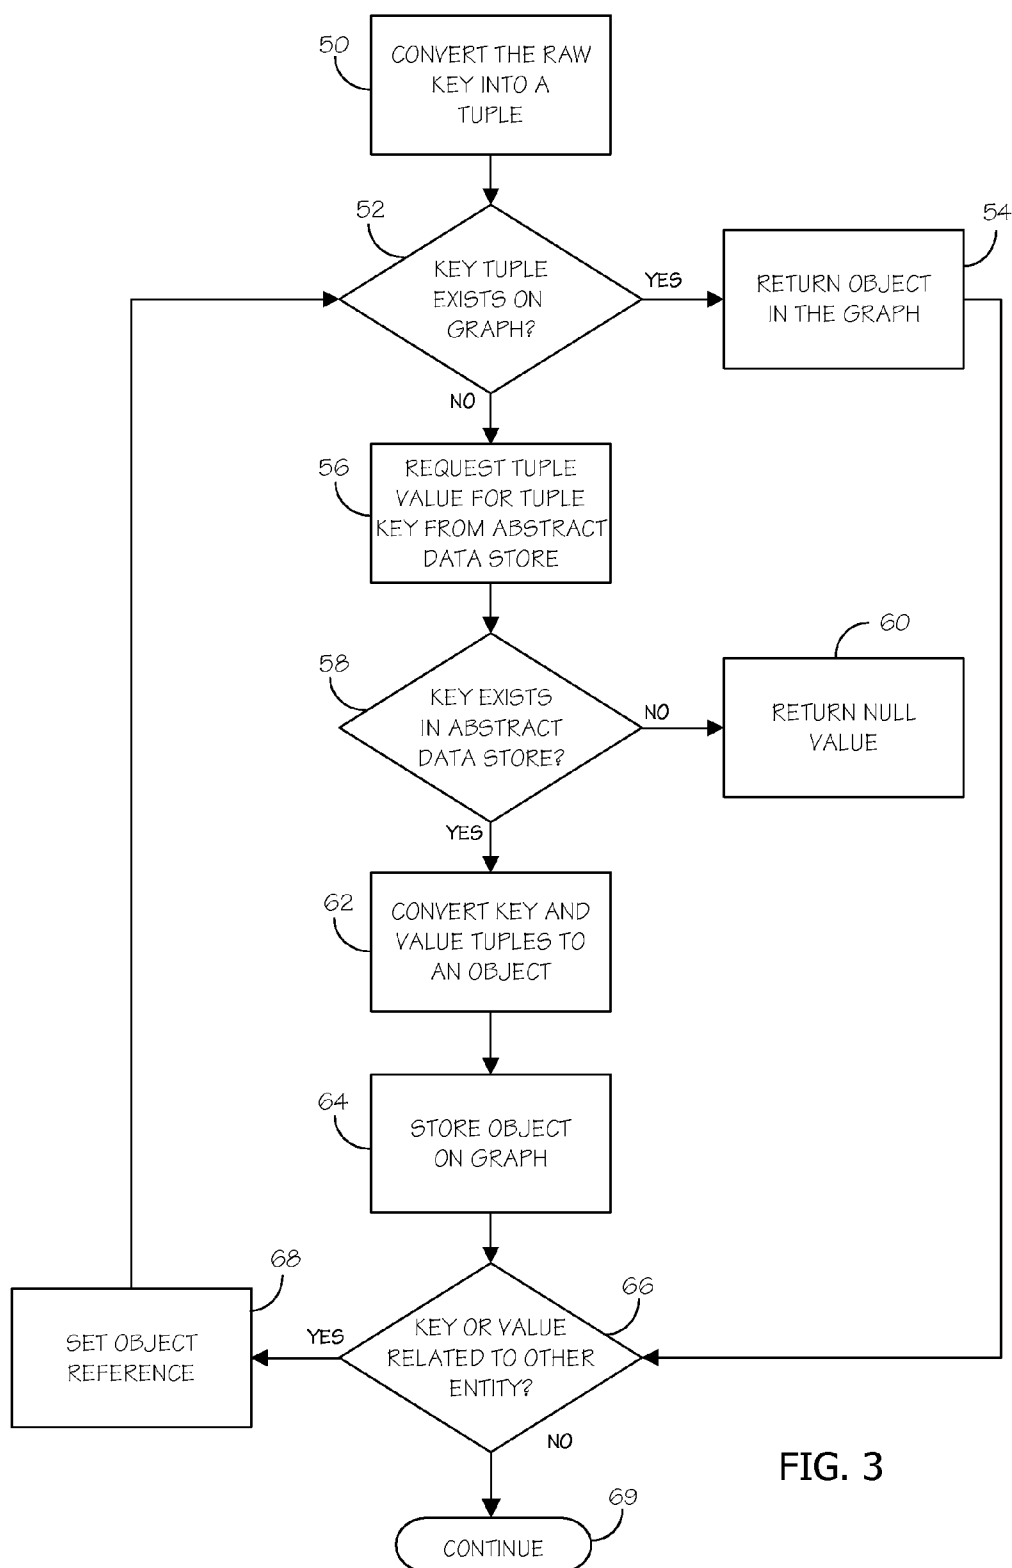 50
CONVERT THE RAW
KEY INTO A
TUPLE
52
KEY TUPLE
EXISTS ON
GRAPH?
YES
54
RETURN OBJECT
IN THE GRAPH
NO
56
REQUEST TUPLE
VALUE FOR TUPLE
KEY FROM ABSTRACT
DATA STORE
58
KEY EXISTS
IN ABSTRACT
DATA STORE?
NO
60
RETURN NULL
VALUE
YES
62
CONVERT KEY AND
VALUE TUPLES TO
AN OBJECT
64
STORE OBJECT
ON GRAPH
66
KEY OR VALUE
RELATED TO OTHER
ENTITY?
YES
68
SET OBJECT
REFERENCE
NO
69
CONTINUE
FIG. 3